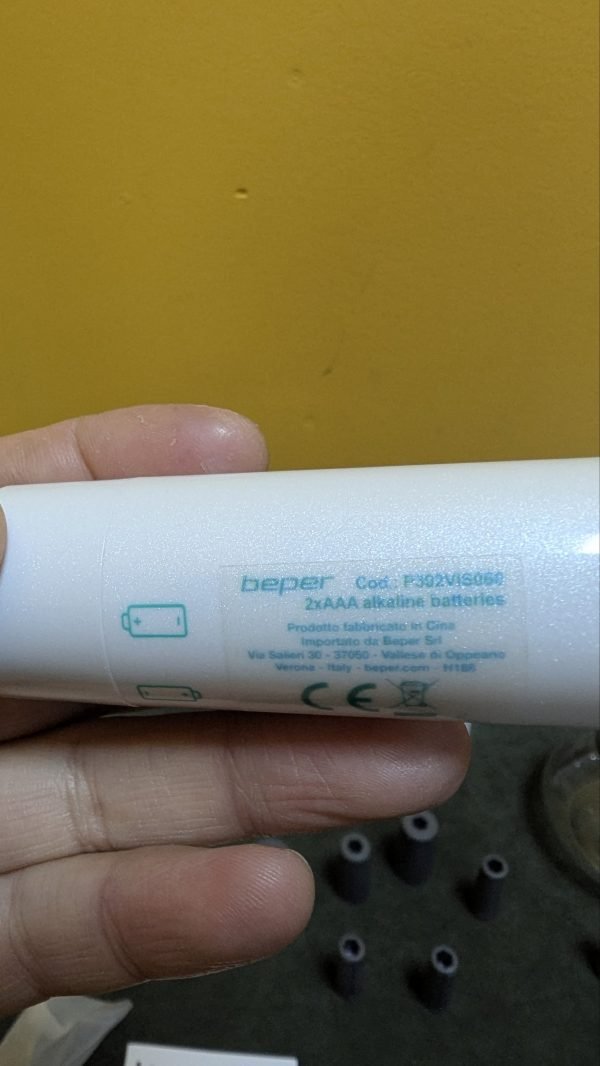 beper Cod.: P302VIS060
2xAAA alkaline batteries
Prodotto fabbricato in Cina
Importato da Beper Srl
Via Salieri 30 - 37050 - Vallese di Oppeano
Verona - Italy - beper.com -
CE
+ -